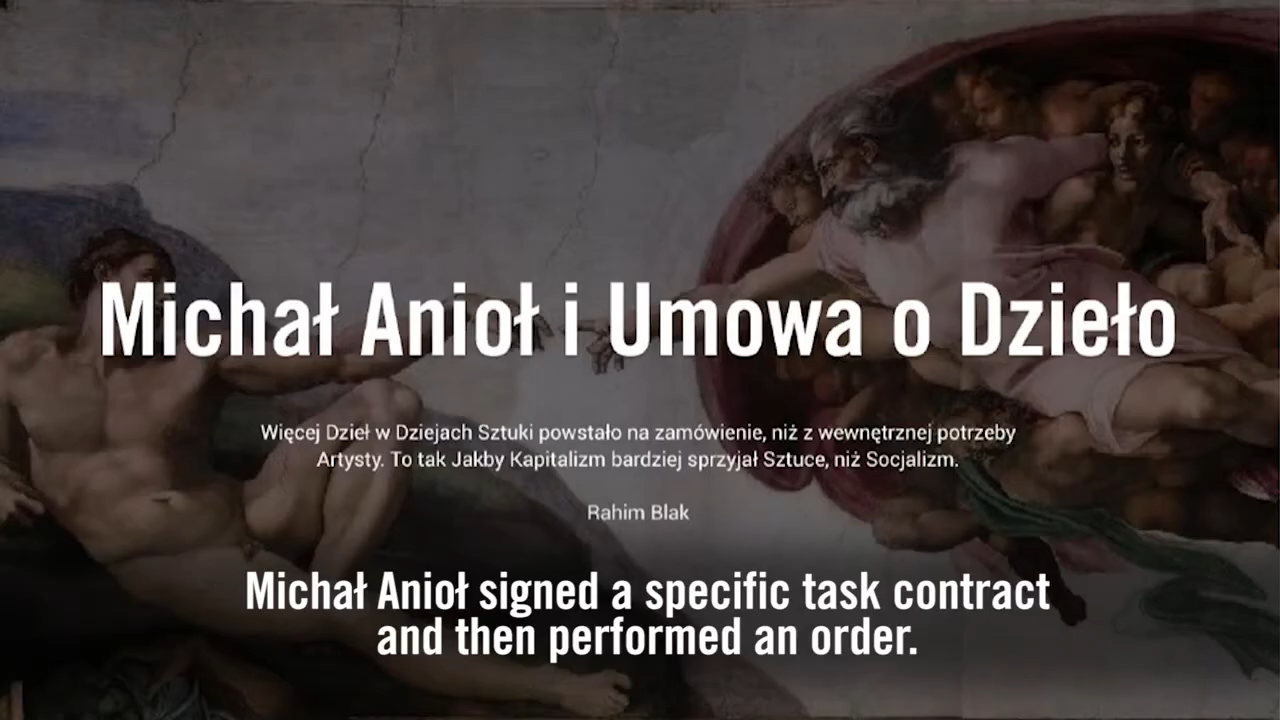 Michał Anioł i Umowa o Dzieło
Więcej Dzieł w Dziejach Sztuki powstało na zamówienie, niż z wewnętrznej potrzeby
Artysty. To tak Jakby Kapitalizm bardziej sprzyjał Sztuce, niż Socjalizm.
Rahim Blak
Michał Anioł signed a specific task contract
and then performed an order.